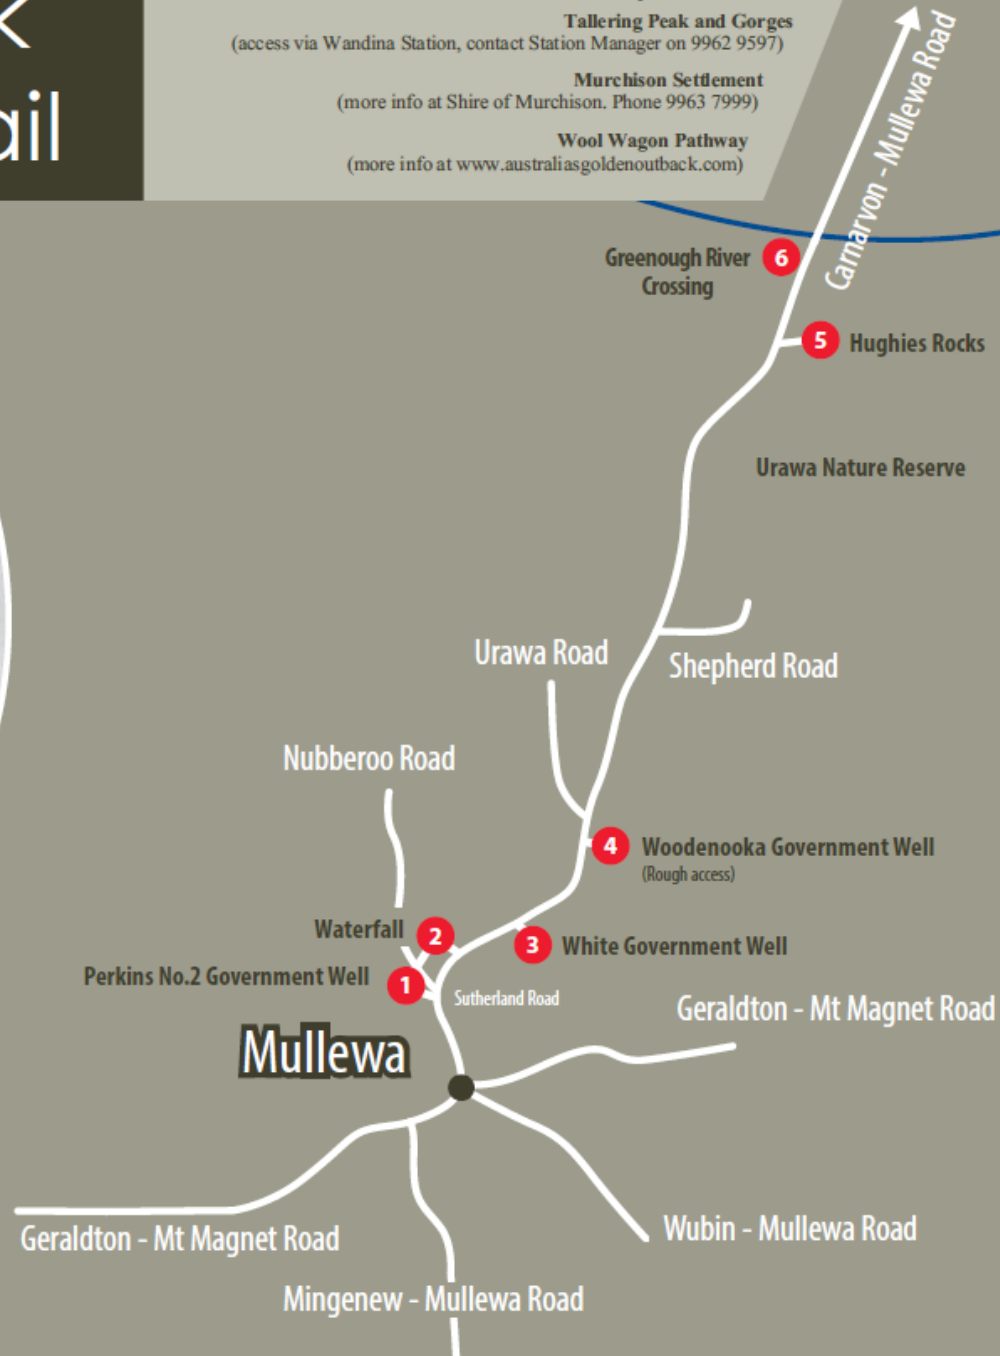 ail
Tallering Peak and Gorges
(access via Wandina Station, contact Station Manager on 9962 9597)
Murchison Settlement
(more info at Shire of Murchison. Phone 9963 7999)
Wool Wagon Pathway
(more info at www.australiasgoldenoutback.com)
Carnarvon - Mullewa Road
Greenough River
Crossing
6
5
Hughies Rocks
Urawa Nature Reserve
Urawa Road
Shepherd Road
Nubberoo Road
4
Woodenooka Government Well
(Rough access)
Waterfall
2
3
White Government Well
Perkins No.2 Government Well
1
Sutherland Road
Geraldton - Mt Magnet Road
Mullewa
Geraldton - Mt Magnet Road
Wubin - Mullewa Road
Mingenew - Mullewa Road